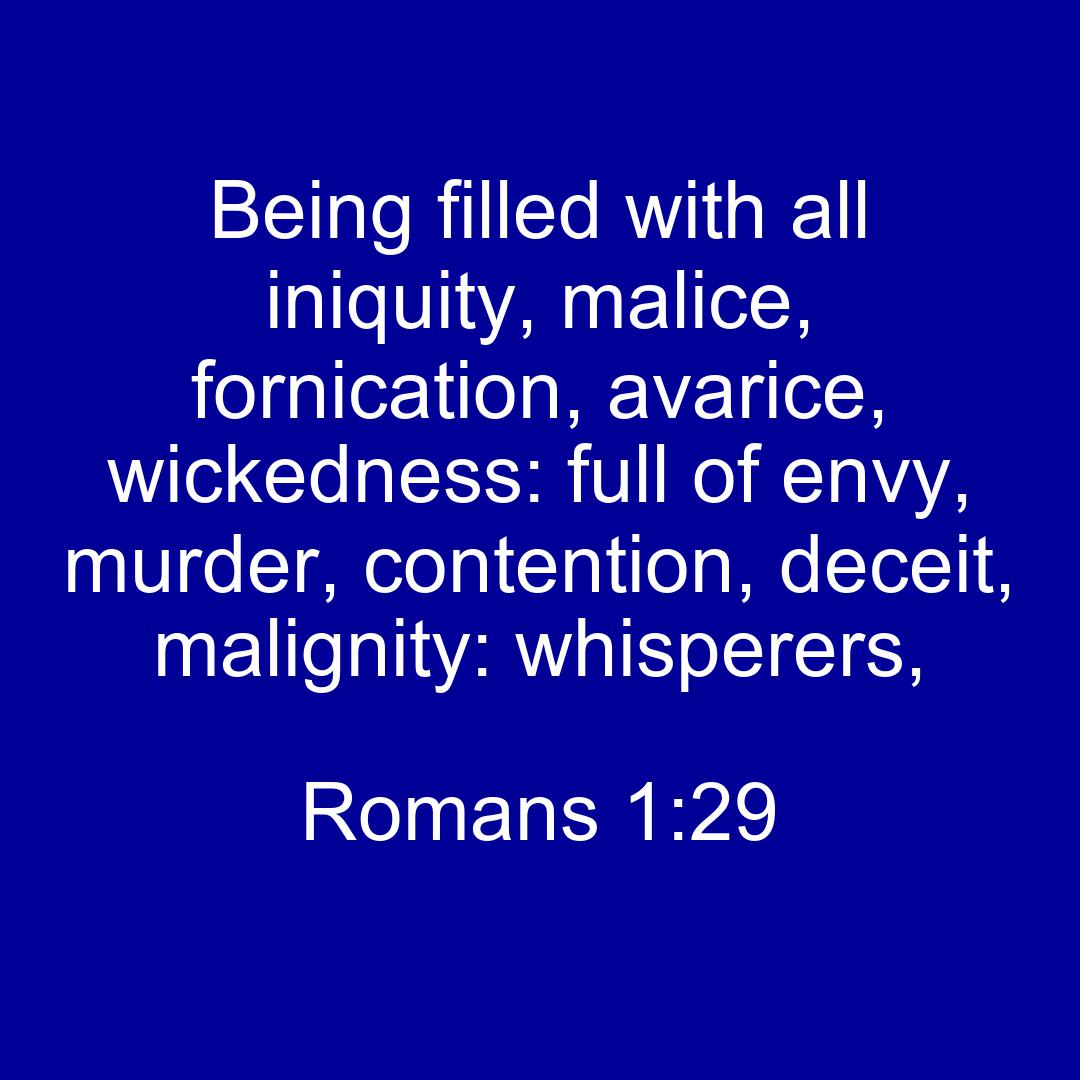 Being filled with all
iniquity, malice,
fornication, avarice,
wickedness: full of envy,
murder, contention, deceit,
malignity: whisperers,
Romans 1:29